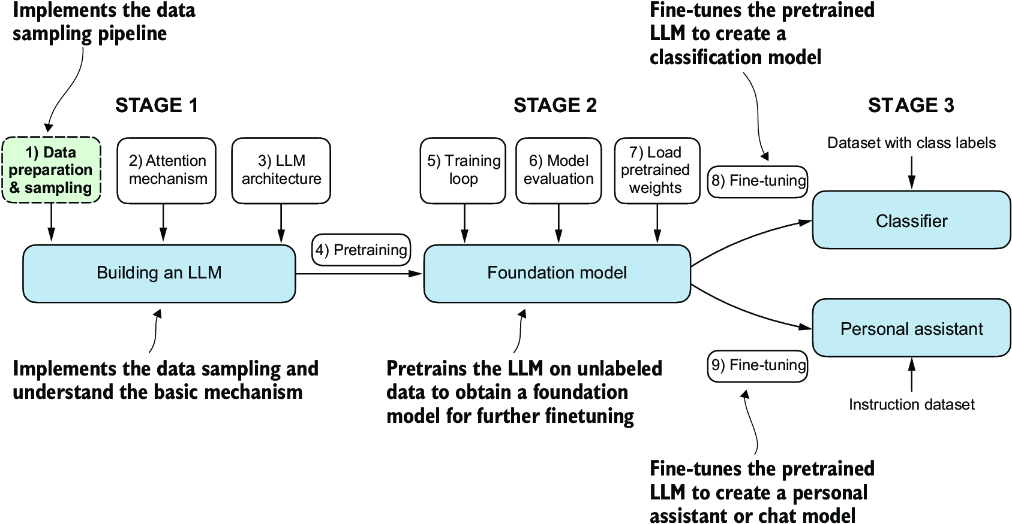 Implements the data
sampling pipeline
Fine-tunes the pretrained
LLM to create a
classification model
STAGE 1
STAGE 2
STAGE 3
1) Data
preparation
& sampling
2) Attention
mechanism
3) LLM
architecture
5) Training
loop
6) Model
evaluation
7) Load
pretrained
weights
8) Fine-tuning
Dataset with class labels
Classifier
4) Pretraining
Building an LLM
Foundation model
Personal assistant
Implements the data sampling and
understand the basic mechanism
Pretrains the LLM on unlabeled
data to obtain a foundation
model for further finetuning
9) Fine-tuning
Instruction dataset
Fine-tunes the pretrained
LLM to create a personal
assistant or chat model